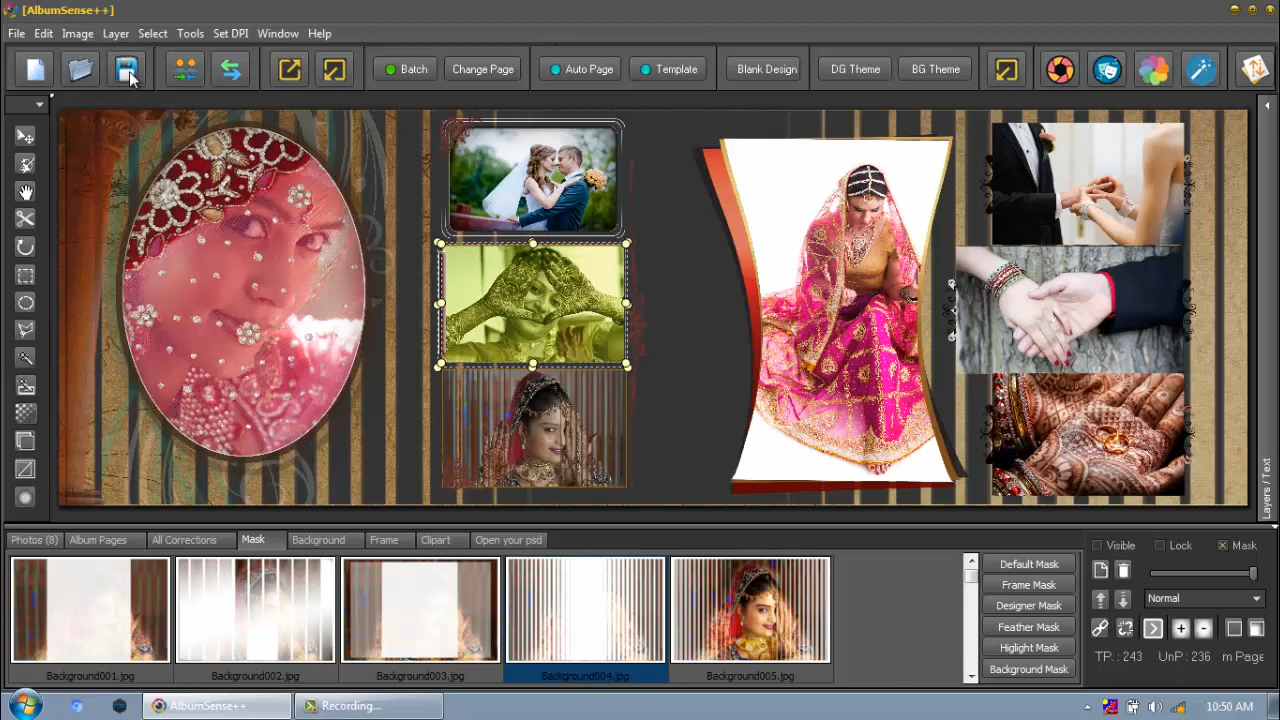 [AlbumSense++]
File Edit Image Layer Select Tools Set DPI Window Help
Batch Change Page Auto Page Template Blank Design DG Theme BG Theme
Layers / Text
Photos (8) Album Pages All Corrections Mask Background Frame Clipart Open your psd
Visible Lock Mask
Default Mask
Frame Mask
Designer Mask
Feather Mask
Higlight Mask
Background Mask
Normal
TP.: 243 UnP.: 236 m Page
Background001.jpg Background002.jpg Background003.jpg Background004.jpg Background005.jpg
AlbumSense++ Recording... 10:50 AM